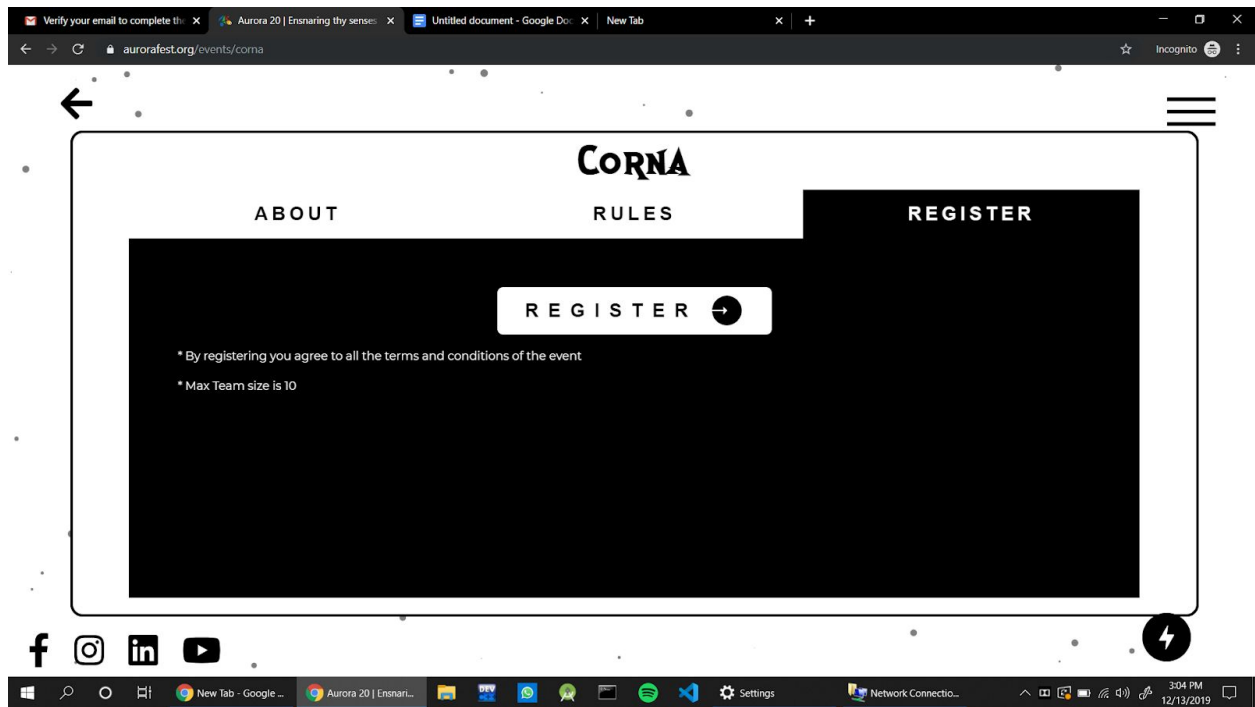 Verify your email to complete the
Aurora 20 | Ensnaring thy senses
Untitled document - Google Doc
New Tab
aurorafest.org/events/corna
Incognito
CORNA
ABOUT
RULES
REGISTER
REGISTER
* By registering you agree to all the terms and conditions of the event
* Max Team size is 10
f
in
New Tab - Google ...
Aurora 20 | Ensnari...
DEV
Settings
Network Connectio...
3:04 PM
12/13/2019